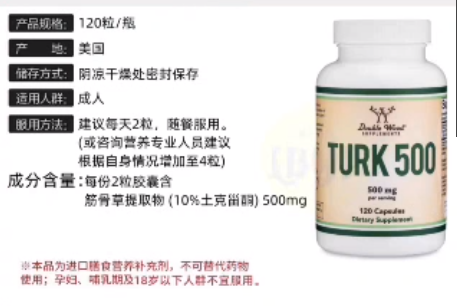 产品规格： 120粒/瓶
产 地： 美国
储存方式： 阴凉干燥处密封保存
适用人群： 成人
服用方法： 建议每天2粒，随餐服用。
(或咨询营养专业人员建议
根据自身情况增加至4粒)
成分含量：每份2粒胶囊含
筋骨草提取物 (10%土克甾酮) 500mg
※本品为进口膳食营养补充剂，不可替代药物
使用；孕妇、哺乳期及18岁以下人群不宜服用。
Double Wood
SUPPLEMENTS
TURK 500
500 mg
per serving
120 Capsules
Dietary Supplement